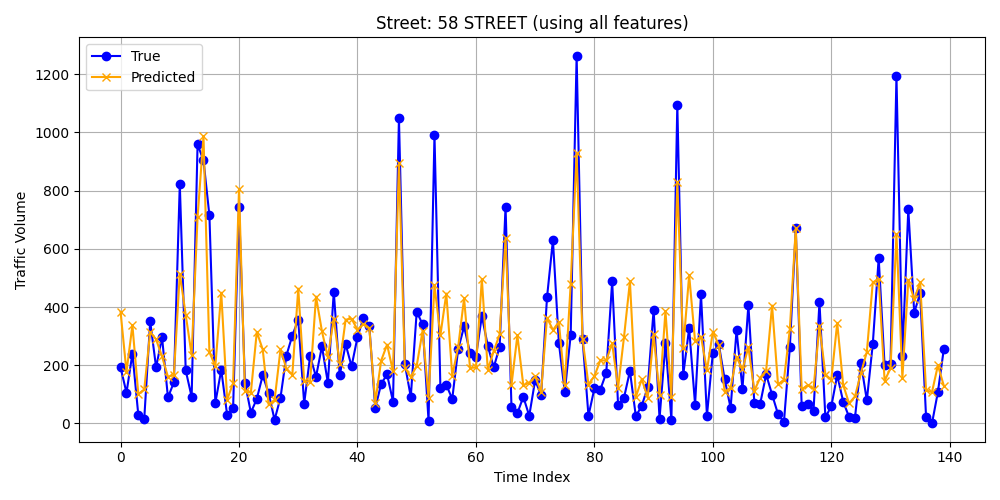 Street: 58 STREET (using all features)
True
Predicted
1200
1000
800
600
400
200
0
Traffic Volume
0 20 40 60 80 100 120 140
Time Index